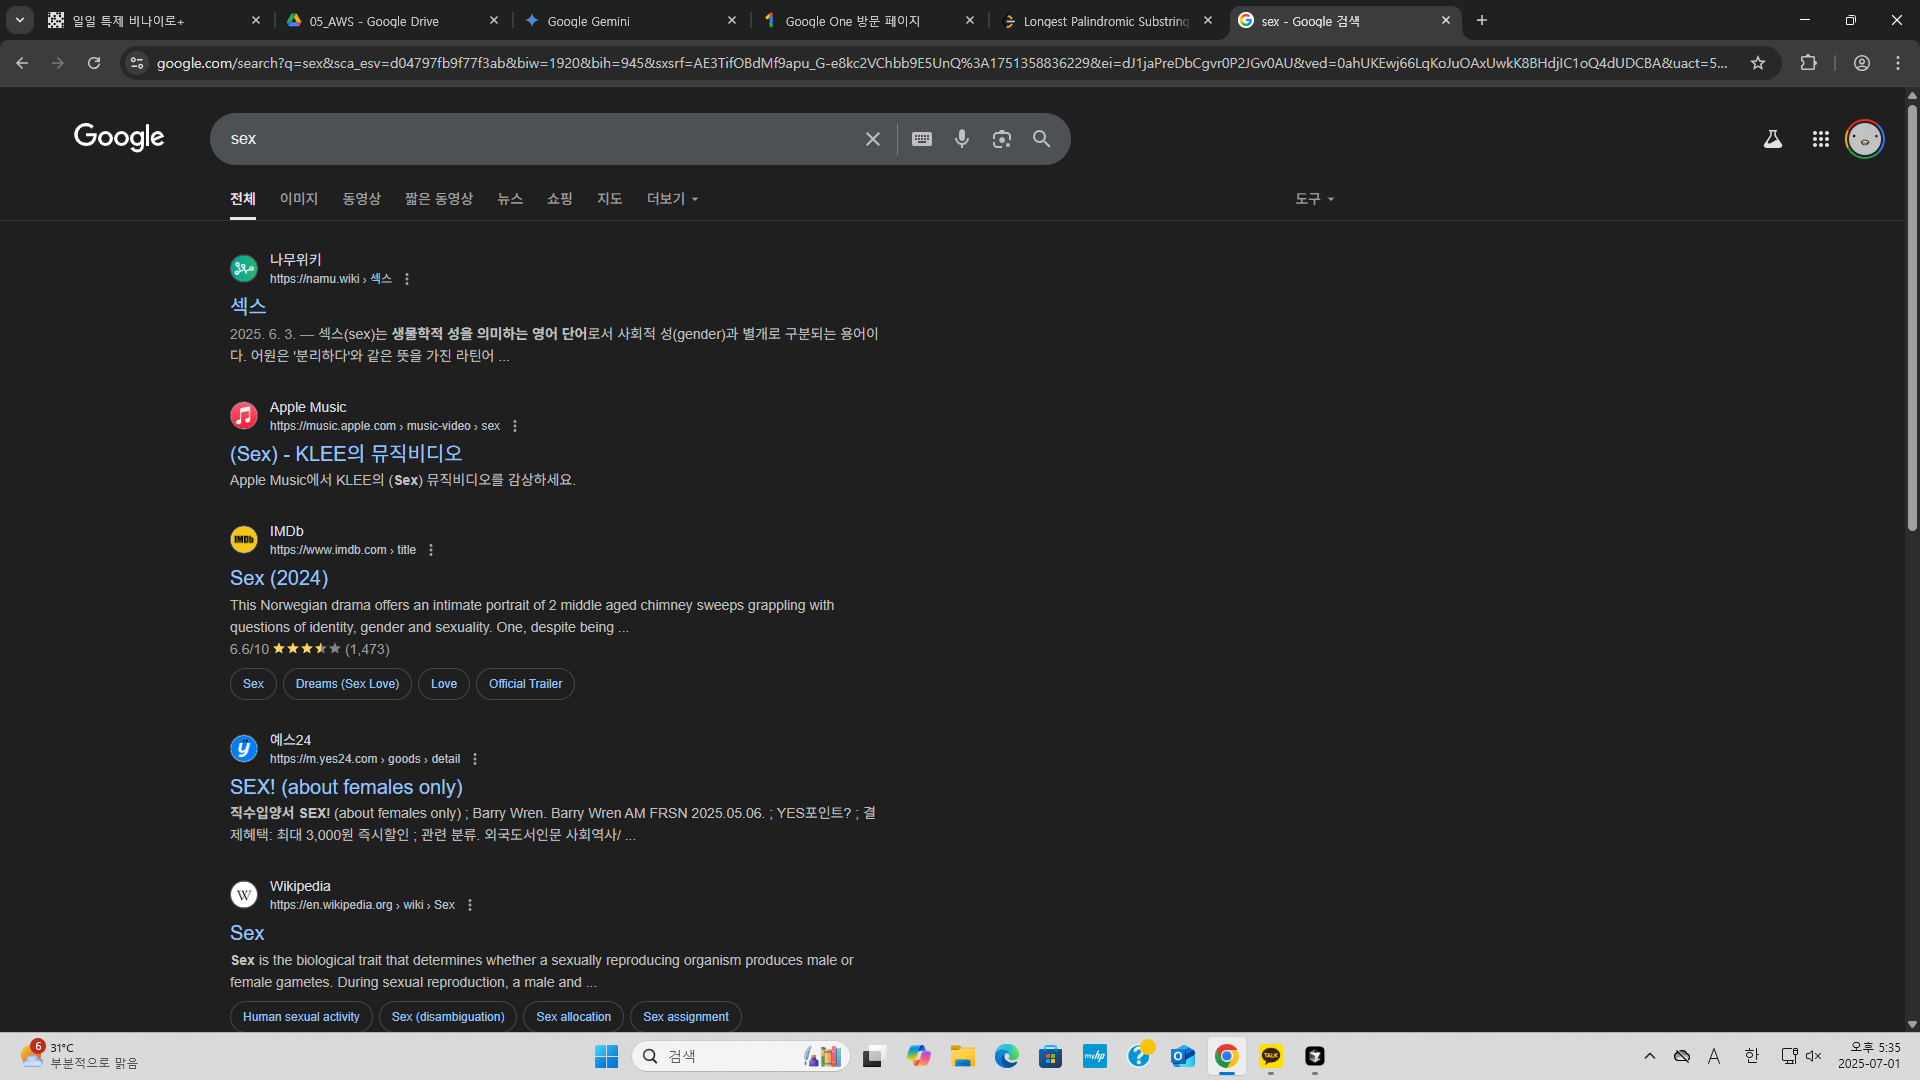 일일 특제 비나이로+
05_AWS - Google Drive
Google Gemini
Google One 방문 페이지
Longest Palindromic Substring
sex - Google 검색
google.com/search?q=sex&sca_esv=d04797fb9f77f3ab&biw=1920&bih=945&sxsrf=AE3TifOBdMf9apu_G-e8kc2VChbb9E5UnQ%3A1751358836229&ei=dJ1jaPreDbCgvr0P2JGv0AU&ved=0ahUKEwj66LqKoJuOAxUwkK8BHdjIC1oQ4dUDCBA&uact=5...
Google
sex
전체
이미지
동영상
짧은 동영상
뉴스
쇼핑
지도
더보기
도구
나무위키
https://namu.wiki › 섹스
섹스
2025. 6. 3. — 섹스(sex)는 생물학적 성을 의미하는 영어 단어로서 사회적 성(gender)과 별개로 구분되는 용어이
다. 어원은 '분리하다'와 같은 뜻을 가진 라틴어 ...
Apple Music
https://music.apple.com › music-video › sex
(Sex) - KLEE의 뮤직비디오
Apple Music에서 KLEE의 (Sex) 뮤직비디오를 감상하세요.
IMDb
IMDb
https://www.imdb.com › title
Sex (2024)
This Norwegian drama offers an intimate portrait of 2 middle aged chimney sweeps grappling with
questions of identity, gender and sexuality. One, despite being ...
6.6/10 ★★★★★ (1,473)
Sex
Dreams (Sex Love)
Love
Official Trailer
예스24
https://m.yes24.com › goods › detail
SEX! (about females only)
직수입양서 SEX! (about females only) ; Barry Wren. Barry Wren AM FRSN 2025.05.06. ; YES포인트? ; 결
제혜택: 최대 3,000원 즉시할인 ; 관련 분류. 외국도서인문 사회역사/ ...
W
Wikipedia
https://en.wikipedia.org › wiki › Sex
Sex
Sex is the biological trait that determines whether a sexually reproducing organism produces male or
female gametes. During sexual reproduction, a male and ...
Human sexual activity
Sex (disambiguation)
Sex allocation
Sex assignment
6
31°C
부분적으로 맑음
검색
myhp
TALK
A
한
오후 5:35
2025-07-01